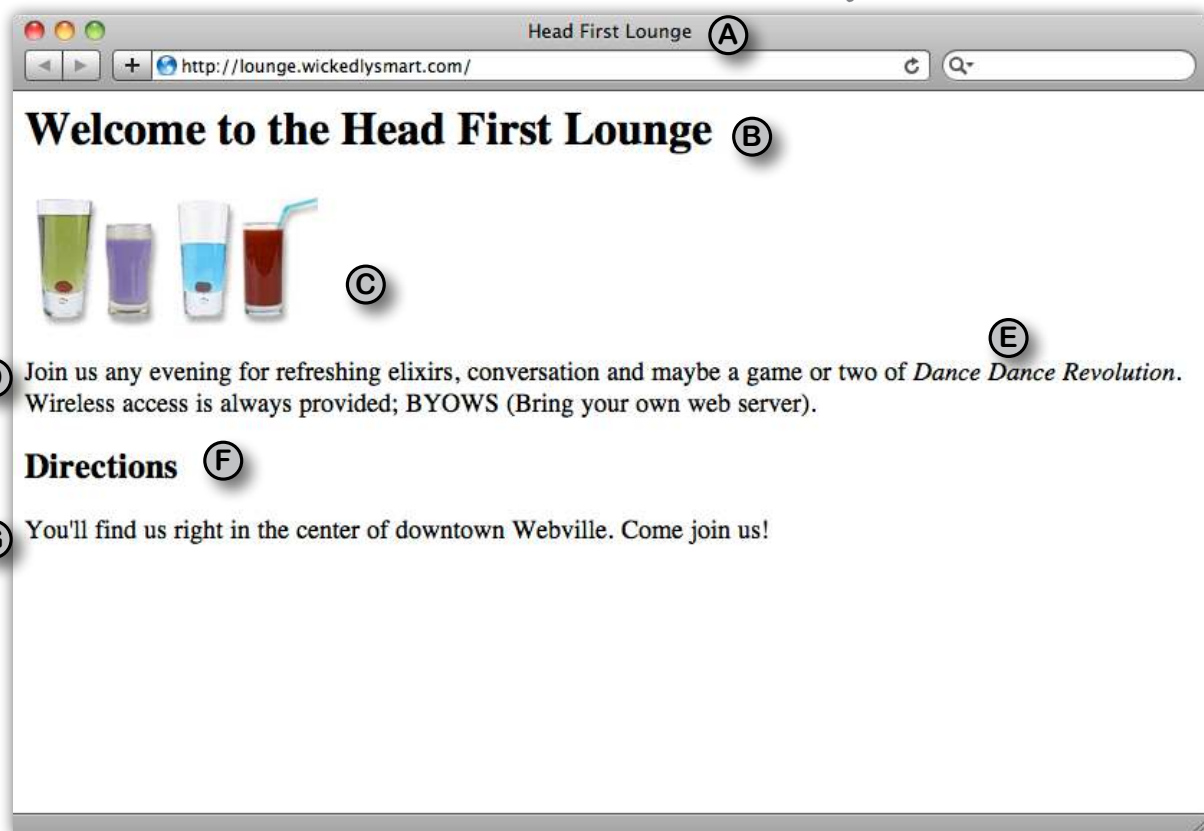 Head First Lounge A
http://lounge.wickedlysmart.com/
Welcome to the Head First Lounge B
C
E
D Join us any evening for refreshing elixirs, conversation and maybe a game or two of Dance Dance Revolution.
Wireless access is always provided; BYOWS (Bring your own web server).
Directions F
G You'll find us right in the center of downtown Webville. Come join us!